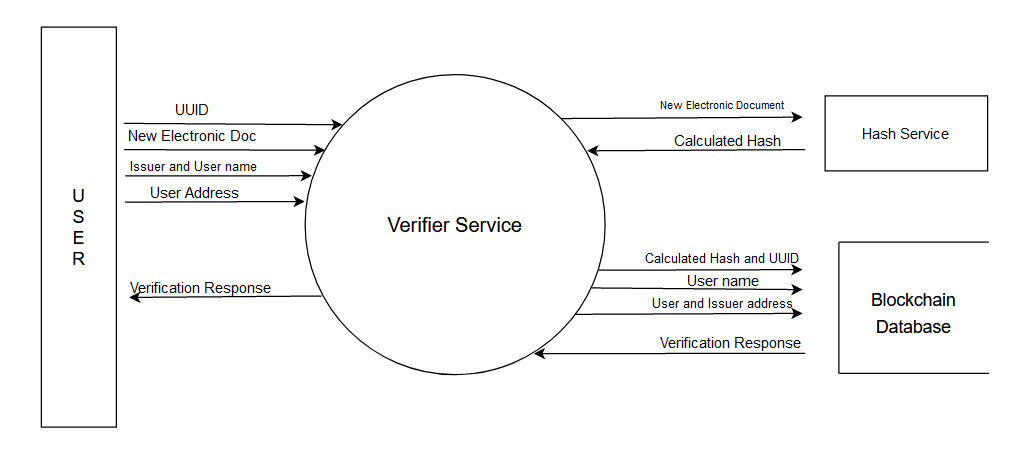 USER
UUID
New Electronic Doc
Issuer and User name
User Address
Verification Response
Verifier Service
New Electronic Document
Calculated Hash
Hash Service
Calculated Hash and UUID
User name
User and Issuer address
Verification Response
Blockchain
Database